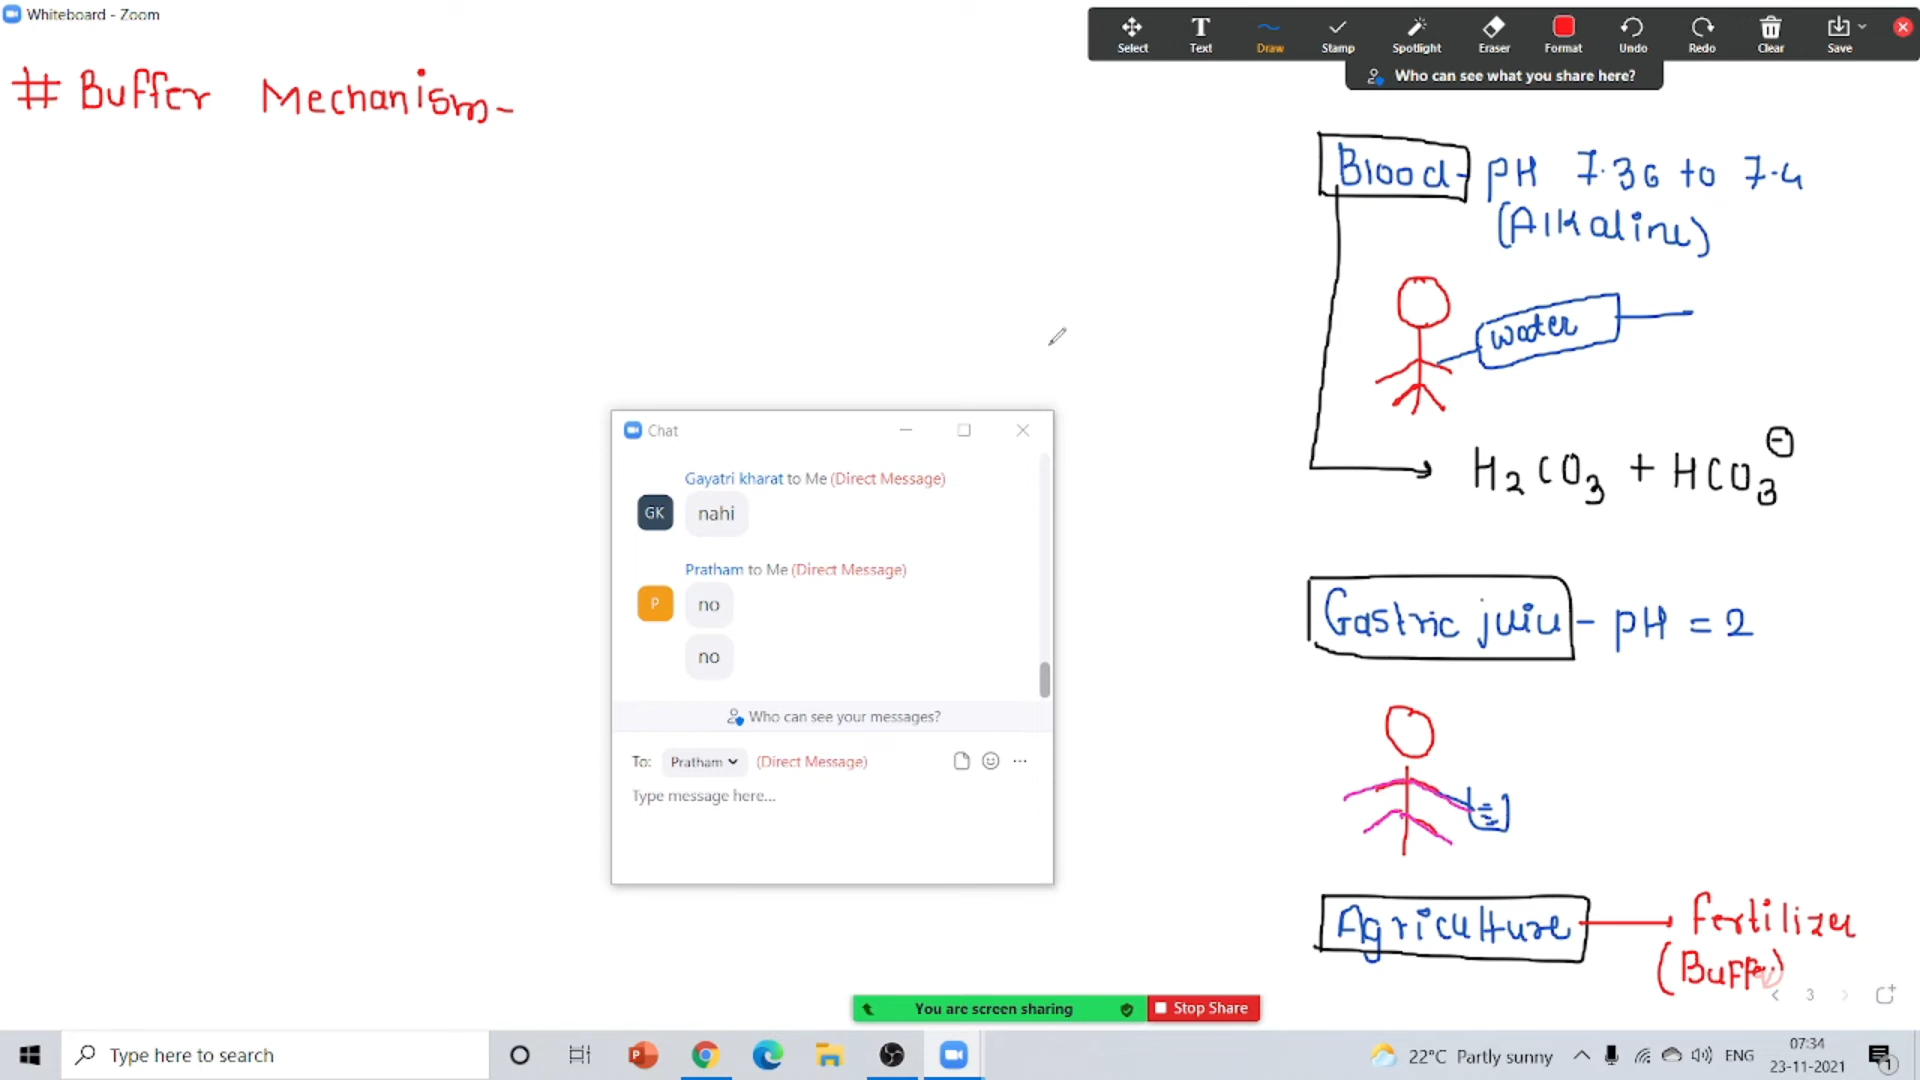 Whiteboard - Zoom
Select Text Draw Stamp Spotlight Eraser Format Undo Redo Clear Save
Who can see what you share here?
# Buffer Mechanism -
Blood - pH 7.36 to 7.4
(Alkaline)
water
H2CO3 + HCO3⊖
Chat
Gayatri kharat to Me (Direct Message)
GK nahi
Pratham to Me (Direct Message)
P no
no
Who can see your messages?
To: Pratham (Direct Message)
Type message here...
Gastric juiu - pH = 2
Agriculture Fertilizer
(Buffer)
3
You are screen sharing Stop Share
Type here to search
22°C Partly sunny ENG
07:34
23-11-2021
1